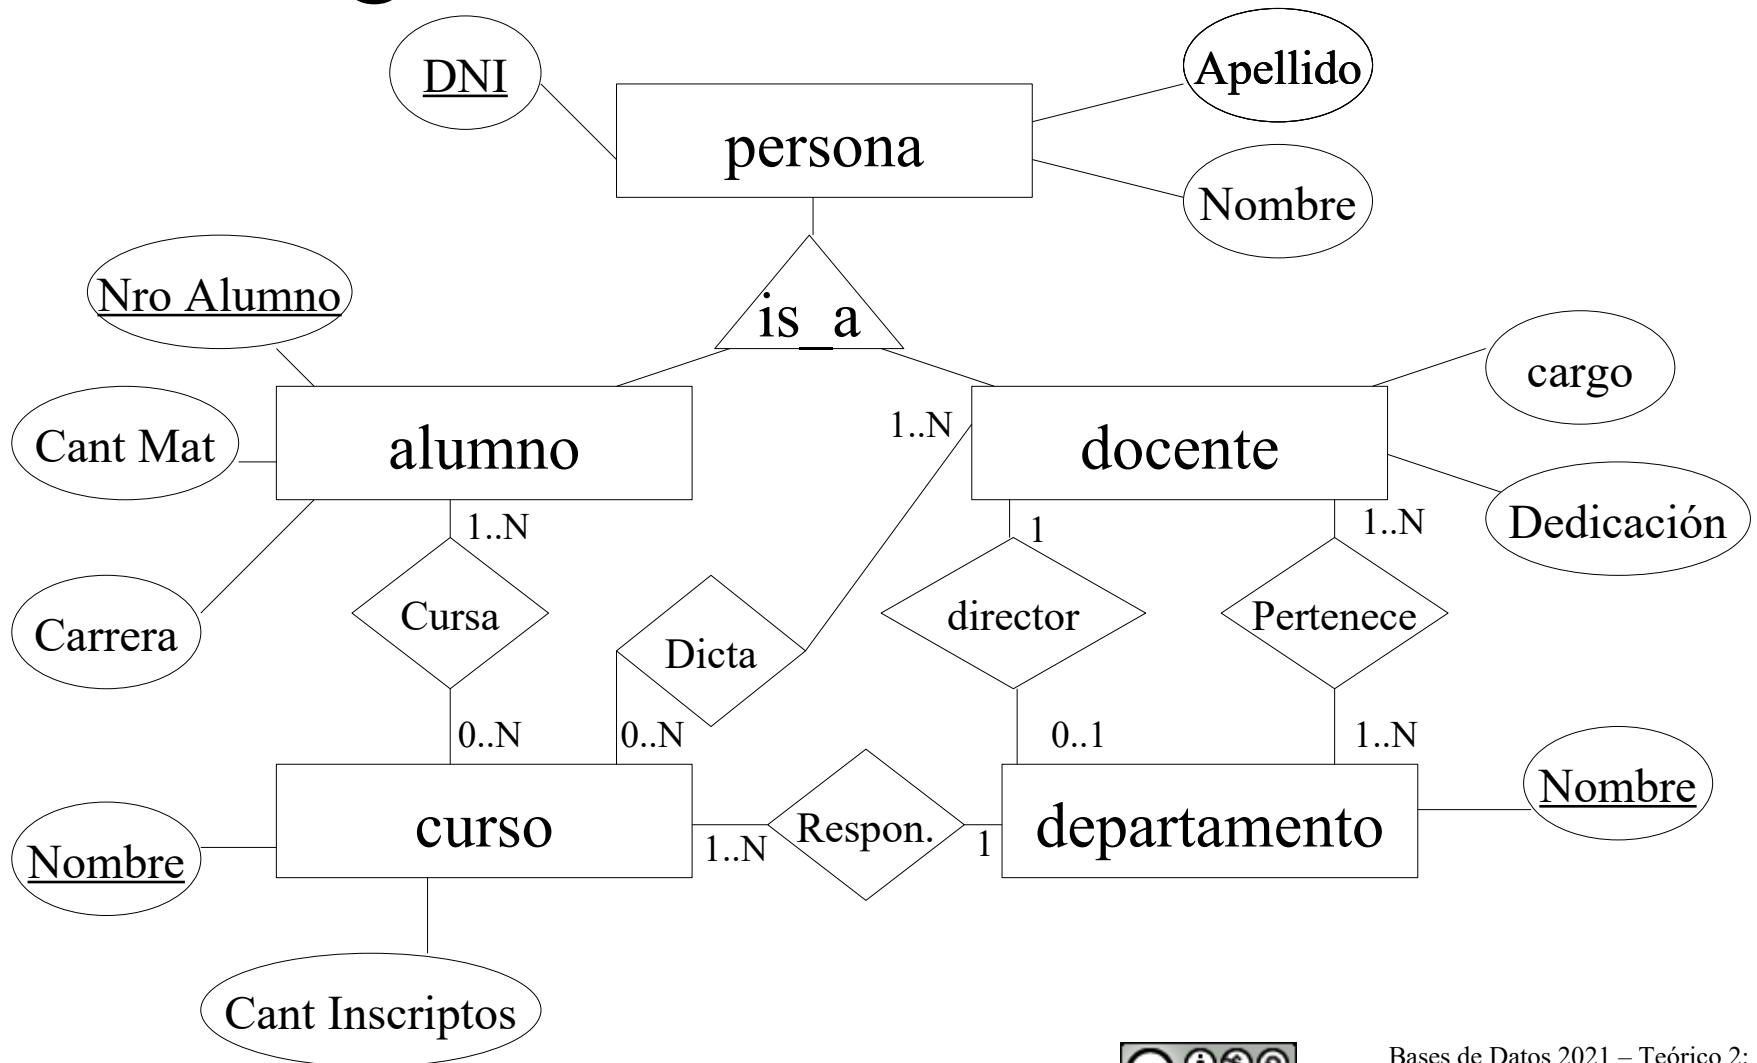 DNI
Apellido
persona
Nombre
Nro Alumno
is_a
cargo
Cant Mat
alumno
1..N
docente
Dedicación
1..N
1
1..N
Carrera
Cursa
Dicta
director
Pertenece
0..N
0..N
0..1
1..N
Nombre
curso
Respon.
departamento
1..N
1
Nombre
Cant Inscriptos
Bases de Datos 2021 – Teórico 2: